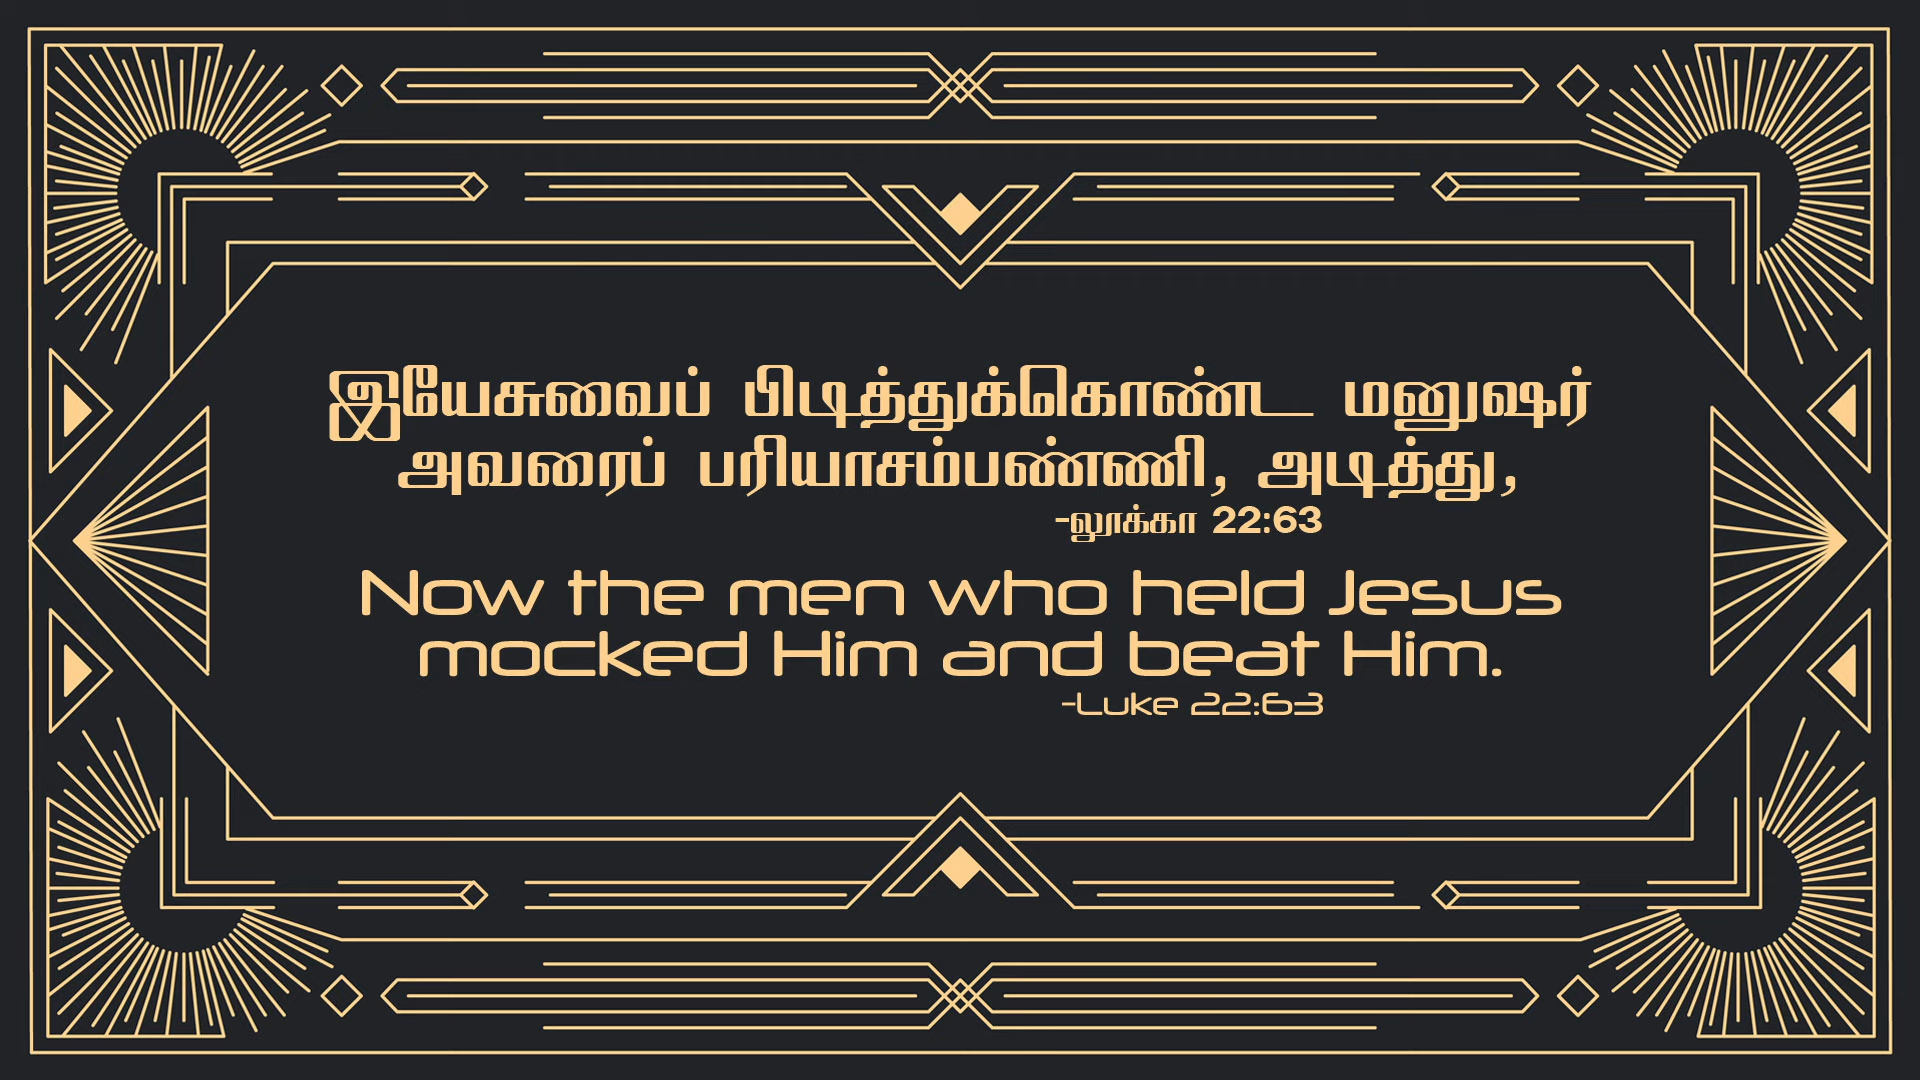 இயேசுவைப் பிடித்துக்கொண்ட மனுஷர்
அவரைப் பரியாசம்பண்ணி, அடித்து,
-லூக்கா 22:63
Now the men who held Jesus
mocked Him and beat Him.
-Luke 22:63